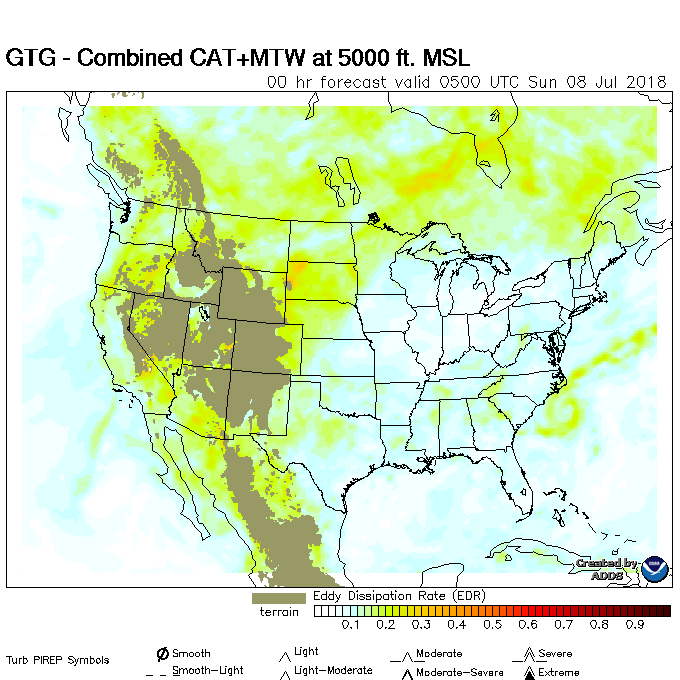 GTG - Combined CAT+MTW at 5000 ft. MSL
00 hr forecast valid 0500 UTC Sun 08 Jul 2018
Created by
ADDS
terrain
Eddy Dissipation Rate (EDR)
0.1 0.2 0.3 0.4 0.5 0.6 0.7 0.8 0.9
Turb PIREP Symbols
Smooth Light Moderate Severe
Smooth-Light Light-Moderate Moderate-Severe Extreme